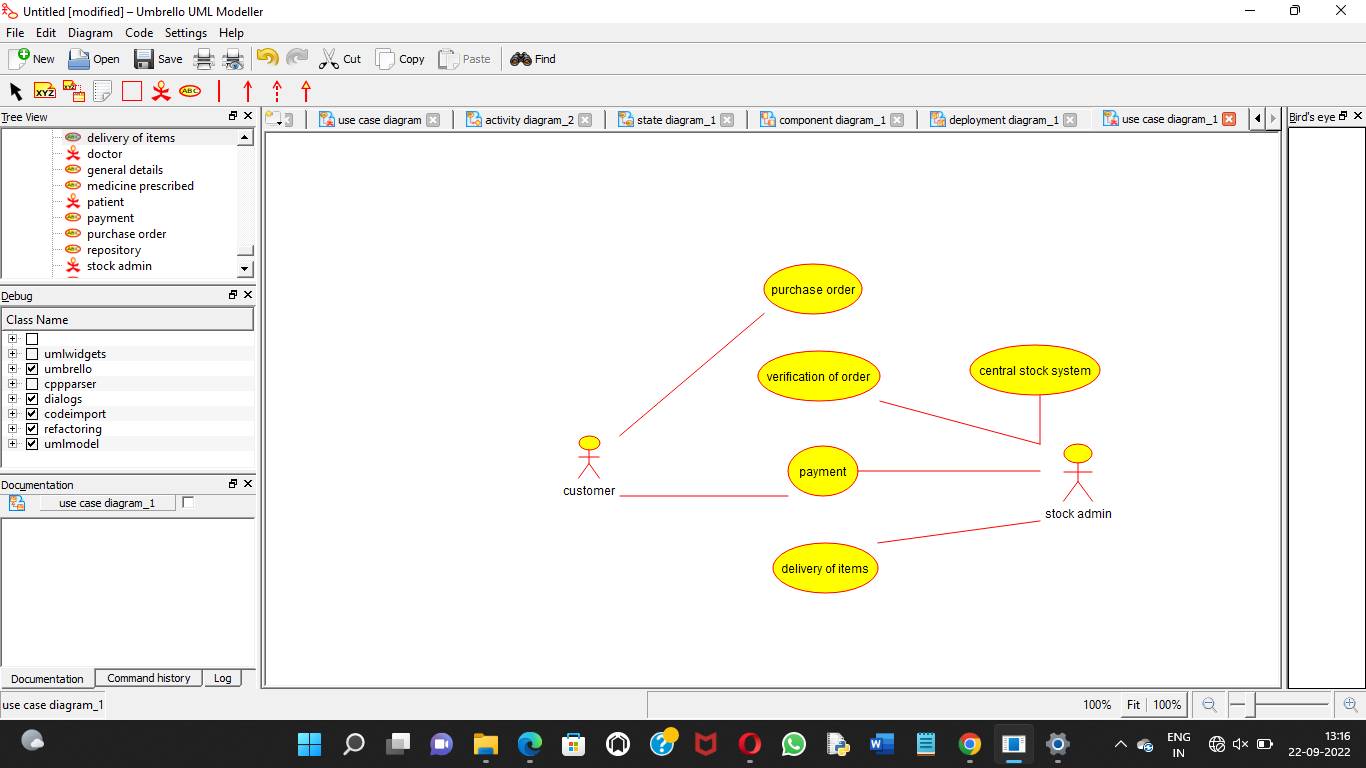 Untitled [modified] – Umbrello UML Modeller
File Edit Diagram Code Settings Help
New Open Save Cut Copy Paste Find
XYZ XYZ ABC
Tree View
use case diagram activity diagram_2 state diagram_1 component diagram_1 deployment diagram_1 use case diagram_1
Bird's eye
delivery of items
doctor
general details
medicine prescribed
patient
payment
purchase order
repository
stock admin
Debug
Class Name
umlwidgets
umbrello
cppparser
dialogs
codeimport
refactoring
umlmodel
Documentation
use case diagram_1
Documentation Command history Log
purchase order
verification of order
central stock system
payment
customer
stock admin
delivery of items
use case diagram_1
100% Fit 100%
ENG
IN
13:16
22-09-2022